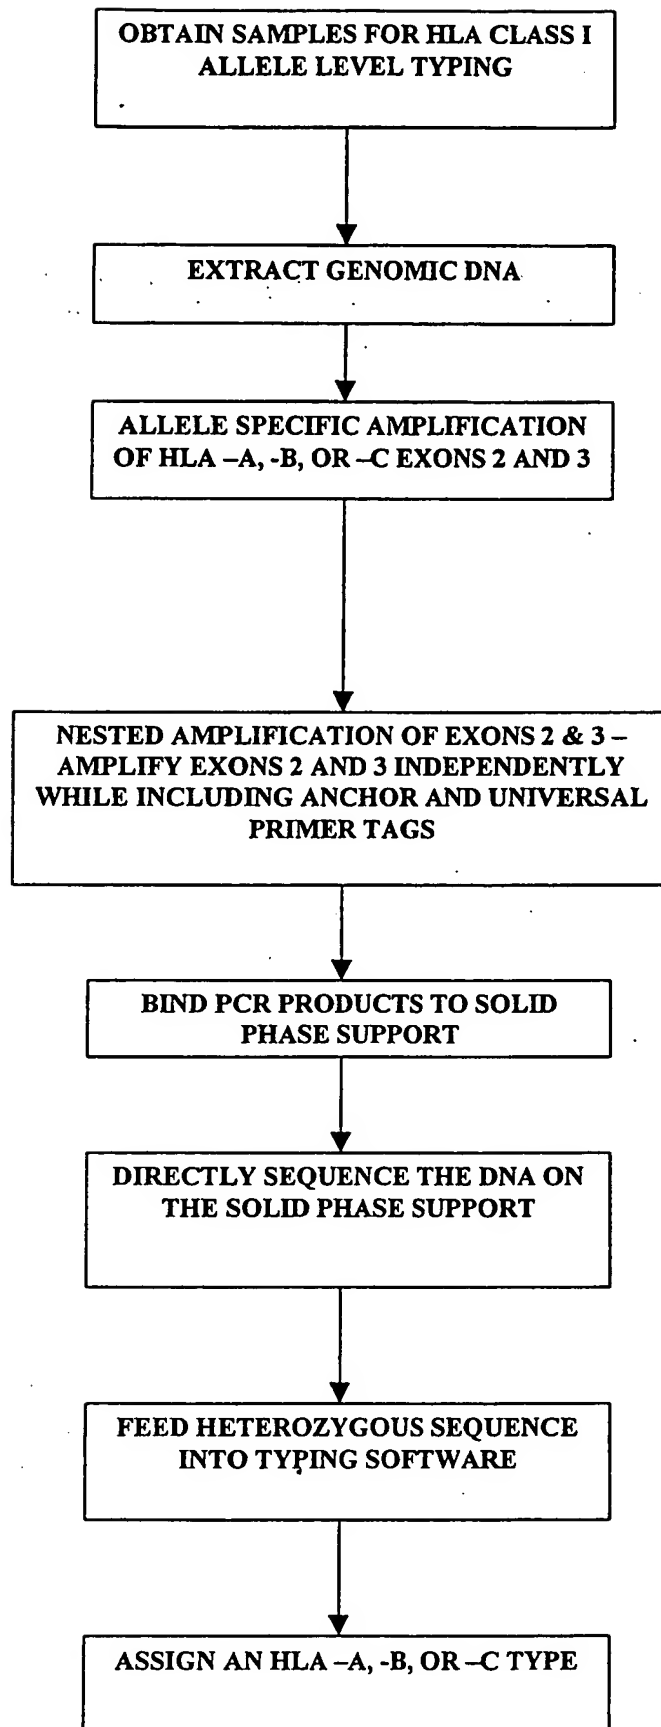 OBTAIN SAMPLES FOR HLA CLASS I
ALLELE LEVEL TYPING
EXTRACT GENOMIC DNA
ALLELE SPECIFIC AMPLIFICATION
OF HLA –A, -B, OR –C EXONS 2 AND 3
NESTED AMPLIFICATION OF EXONS 2 & 3 –
AMPLIFY EXONS 2 AND 3 INDEPENDENTLY
WHILE INCLUDING ANCHOR AND UNIVERSAL
PRIMER TAGS
BIND PCR PRODUCTS TO SOLID
PHASE SUPPORT
DIRECTLY SEQUENCE THE DNA ON
THE SOLID PHASE SUPPORT
FEED HETEROZYGOUS SEQUENCE
INTO TYPING SOFTWARE
ASSIGN AN HLA –A, -B, OR –C TYPE